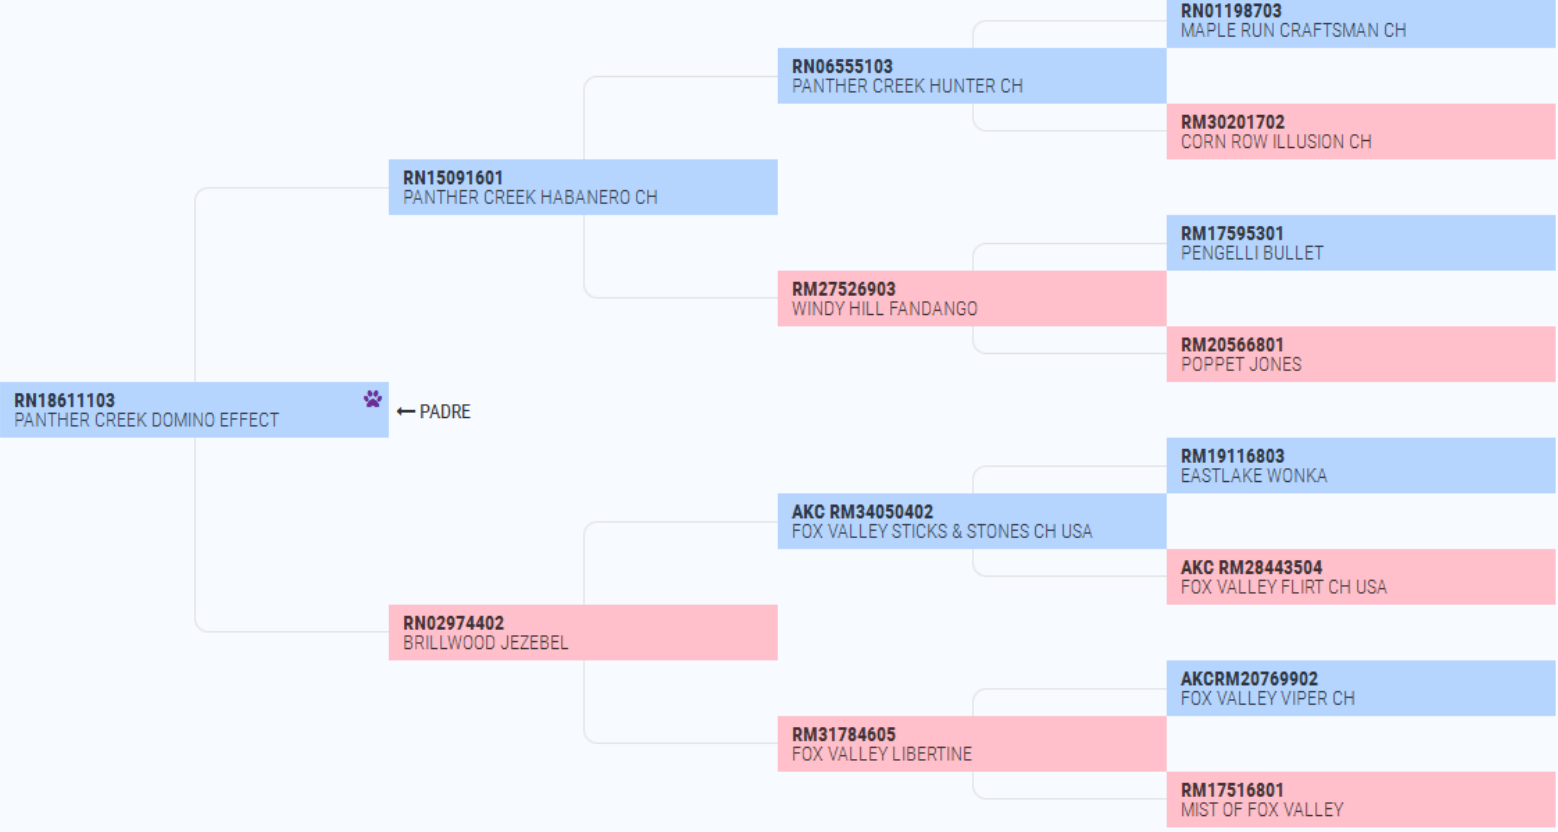 RN01198703
MAPLE RUN CRAFTSMAN CH
RN06555103
PANTHER CREEK HUNTER CH
RM30201702
CORN ROW ILLUSION CH
RN15091601
PANTHER CREEK HABANERO CH
RM17595301
PENGELLI BULLET
RM27526903
WINDY HILL FANDANGO
RM20566801
POPPET JONES
RN18611103
PANTHER CREEK DOMINO EFFECT
← PADRE
RM19116803
EASTLAKE WONKA
AKC RM34050402
FOX VALLEY STICKS & STONES CH USA
AKC RM28443504
FOX VALLEY FLIRT CH USA
RN02974402
BRILLWOOD JEZEBEL
AKCRM20769902
FOX VALLEY VIPER CH
RM31784605
FOX VALLEY LIBERTINE
RM17516801
MIST OF FOX VALLEY